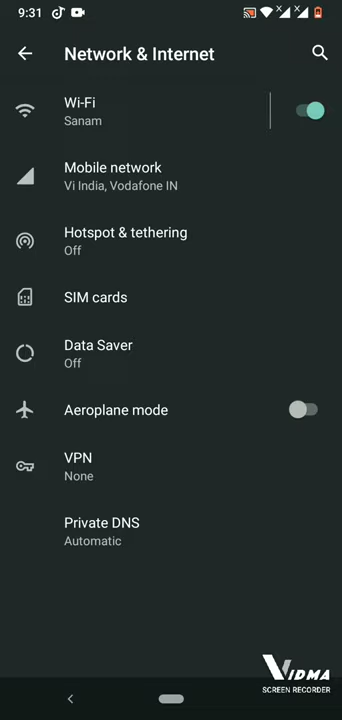 9:31
Network & Internet
Wi-Fi
Sanam
Mobile network
Vi India, Vodafone IN
Hotspot & tethering
Off
SIM cards
Data Saver
Off
Aeroplane mode
VPN
None
Private DNS
Automatic
VIDMA
SCREEN RECORDER